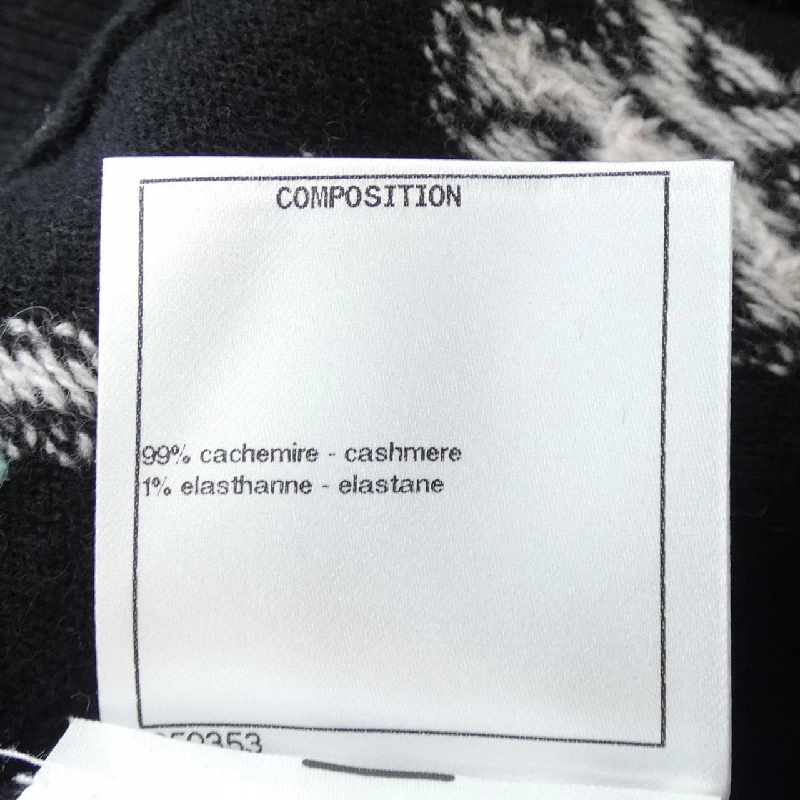 COMPOSITION
99% cachemire - cashmere
1% elasthanne - elastane